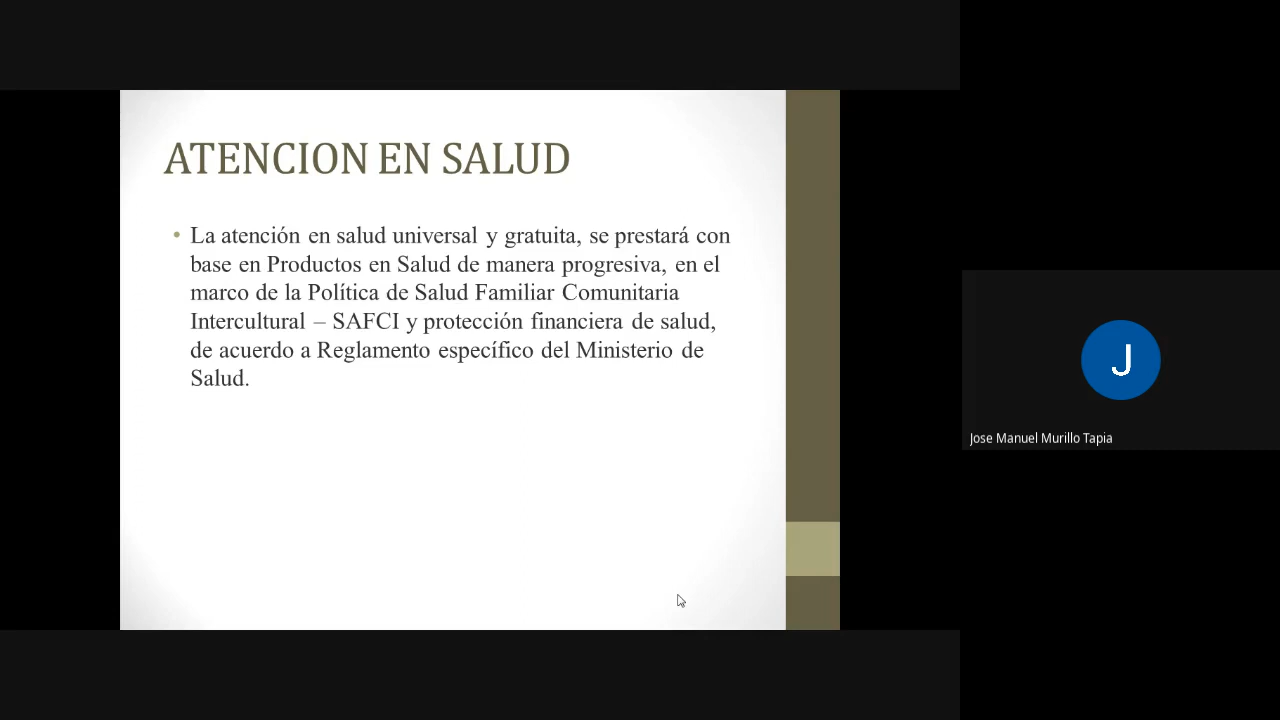 ATENCION EN SALUD
• La atención en salud universal y gratuita, se prestará con
base en Productos en Salud de manera progresiva, en el
marco de la Política de Salud Familiar Comunitaria
Intercultural – SAFCI y protección financiera de salud,
de acuerdo a Reglamento específico del Ministerio de
Salud.
J
Jose Manuel Murillo Tapia